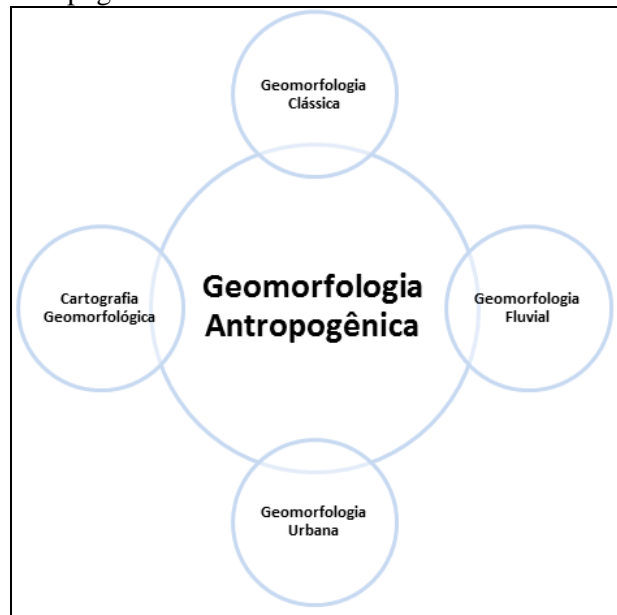 Geomorfologia
Clássica
Cartografia
Geomorfológica
Geomorfologia
Antropogênica
Geomorfologia
Fluvial
Geomorfologia
Urbana